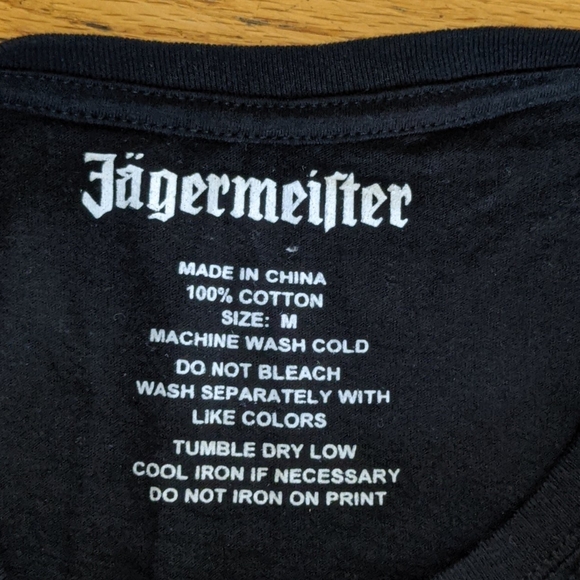 Jägermeiſter
MADE IN CHINA
100% COTTON
SIZE: M
MACHINE WASH COLD
DO NOT BLEACH
WASH SEPARATELY WITH
LIKE COLORS
TUMBLE DRY LOW
COOL IRON IF NECESSARY
DO NOT IRON ON PRINT